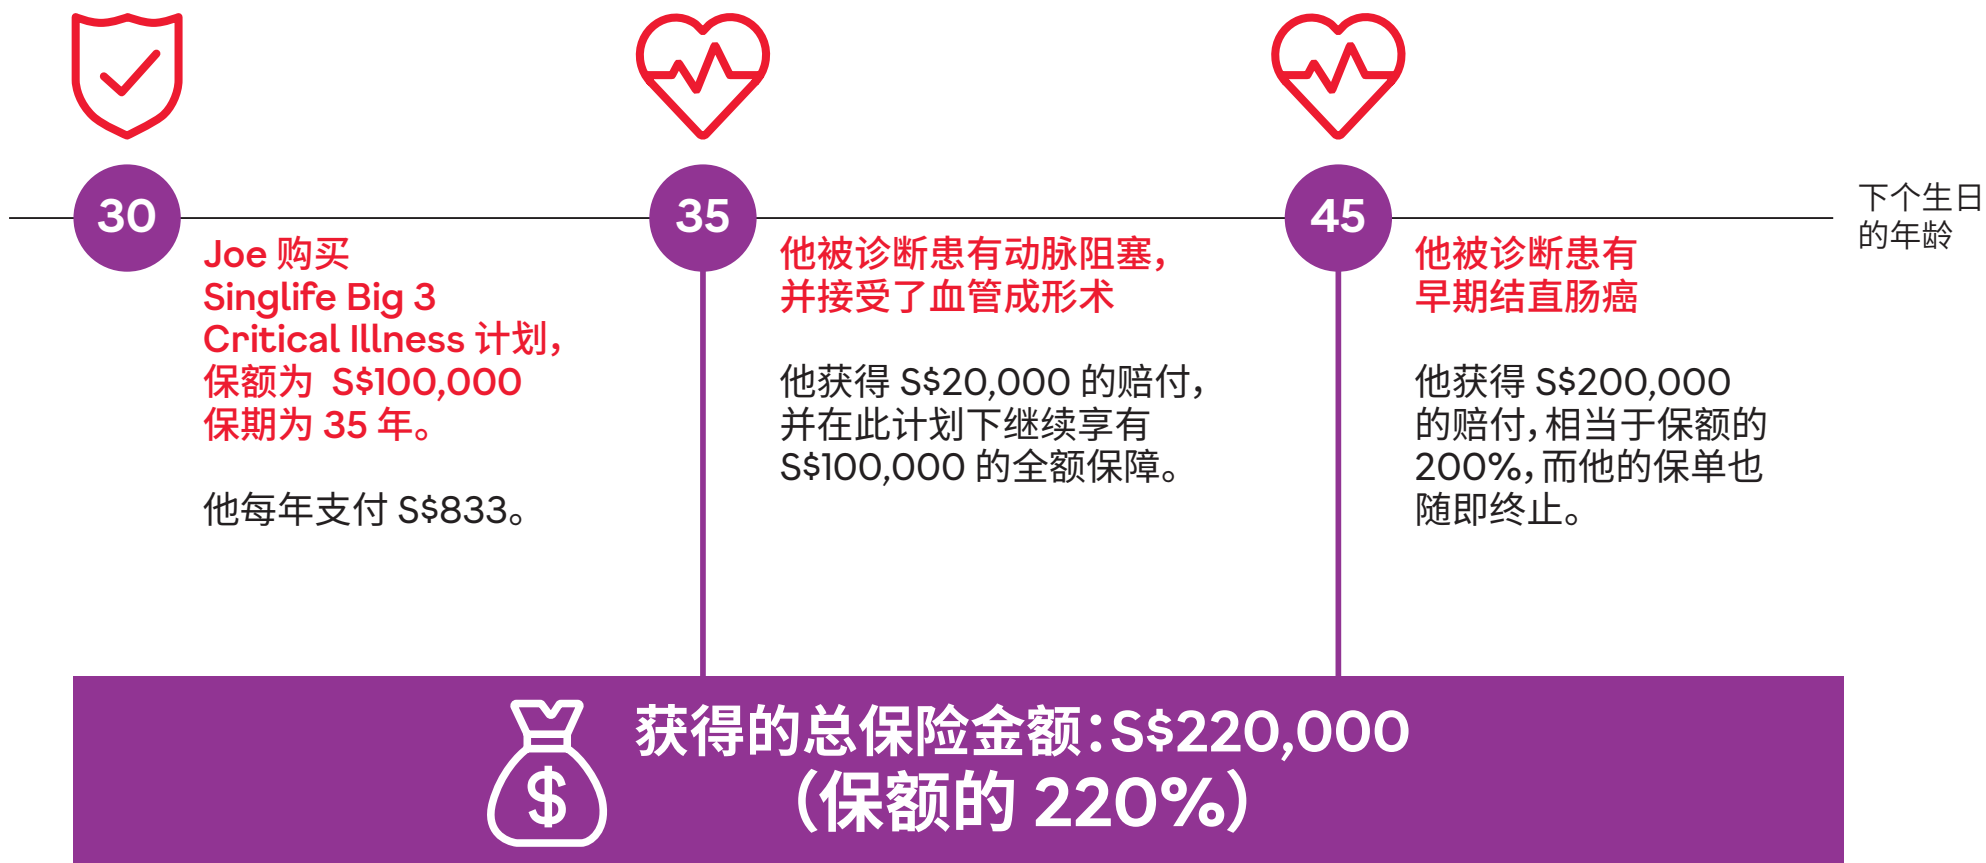 30
Joe 购买
Singlife Big 3
Critical Illness 计划，
保额为 S$100,000
保期为 35 年。
他每年支付 S$833。
35
他被诊断患有动脉阻塞，
并接受了血管成形术
他获得 S$20,000 的赔付，
并在此计划下继续享有
S$100,000 的全额保障。
45
他被诊断患有
早期结直肠癌
他获得 S$200,000
的赔付，相当于保额的
200%，而他的保单也
随即终止。
下个生日
的年龄
$
获得的总保险金额：S$220,000
（保额的 220%）